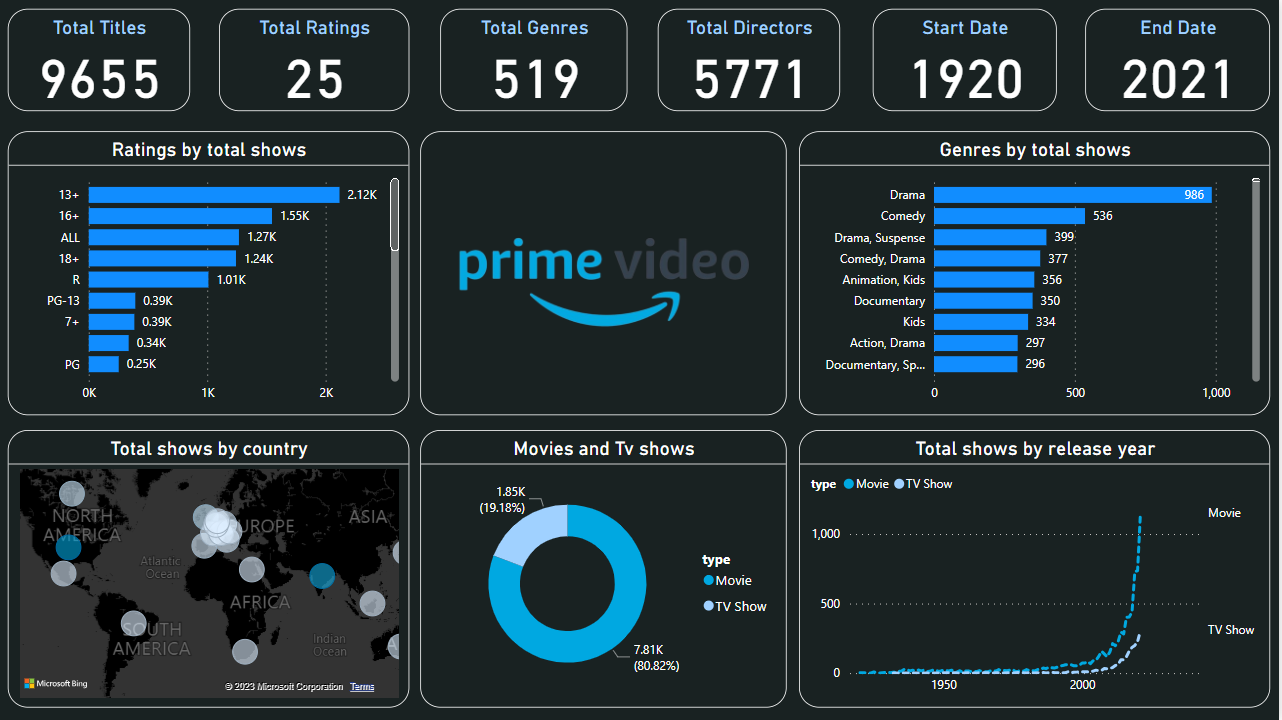 Total Titles
9655
Total Ratings
25
Total Genres
519
Total Directors
5771
Start Date
1920
End Date
2021
Ratings by total shows
13+ 2.12K
16+ 1.55K
ALL 1.27K
18+ 1.24K
R 1.01K
PG-13 0.39K
7+ 0.39K
0.34K
PG 0.25K
0K 1K 2K
prime video
Genres by total shows
Drama 986
Comedy 536
Drama, Suspense 399
Comedy, Drama 377
Animation, Kids 356
Documentary 350
Kids 334
Action, Drama 297
Documentary, Sp... 296
0 500 1,000
Total shows by country
NORTH
AMERICA
EUROPE
ASIA
Atlantic
Ocean
AFRICA
SOUTH
AMERICA
Indian
Ocean
A
Microsoft Bing
© 2023 Microsoft Corporation Terms
Movies and Tv shows
1.85K
(19.18%)
type
Movie
TV Show
7.81K
(80.82%)
Total shows by release year
type Movie TV Show
Movie
1,000
500
TV Show
0
1950 2000